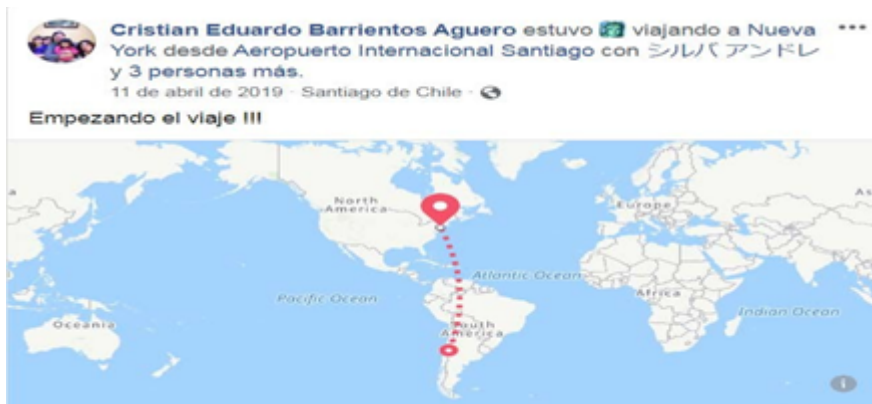 Cristian Eduardo Barrientos Aguero estuvo viajando a Nueva
York desde Aeropuerto Internacional Santiago con シルバ アンドレ
y 3 personas más.
11 de abril de 2019 · Santiago de Chile ·
Empezando el viaje !!!
North
America
Europe
As
Atlantic Ocean
Pacific Ocean
Africa
Indian Ocean
Oceania
South
America